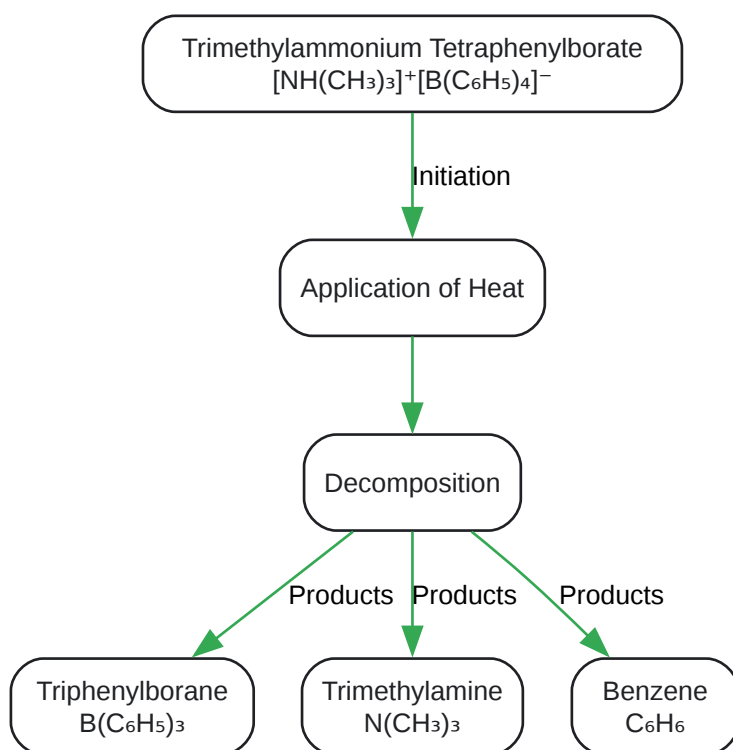 Trimethylammonium Tetraphenylborate
[NH(CH₃)₃]⁺[B(C₆H₅)₄]⁻
Initiation
Application of Heat
Decomposition
Products
Products
Products
Triphenylborane
B(C₆H₅)₃
Trimethylamine
N(CH₃)₃
Benzene
C₆H₆